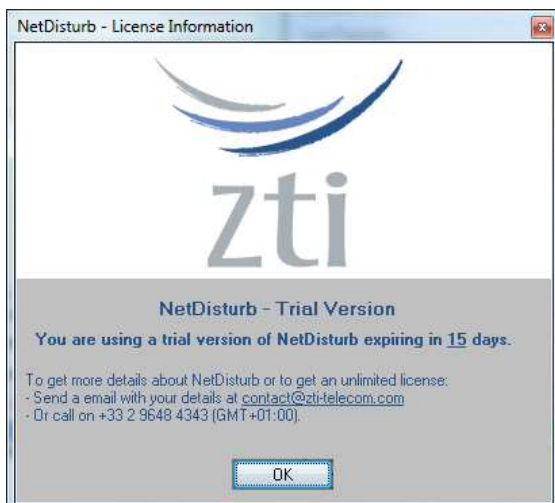 NetDisturb - License Information
zti
NetDisturb - Trial Version
You are using a trial version of NetDisturb expiring in 15 days.
To get more details about NetDisturb or to get an unlimited license:
- Send a email with your details at contact@zti-telecom.com
- Or call on +33 2 9648 4343 (GMT+01:00).
OK